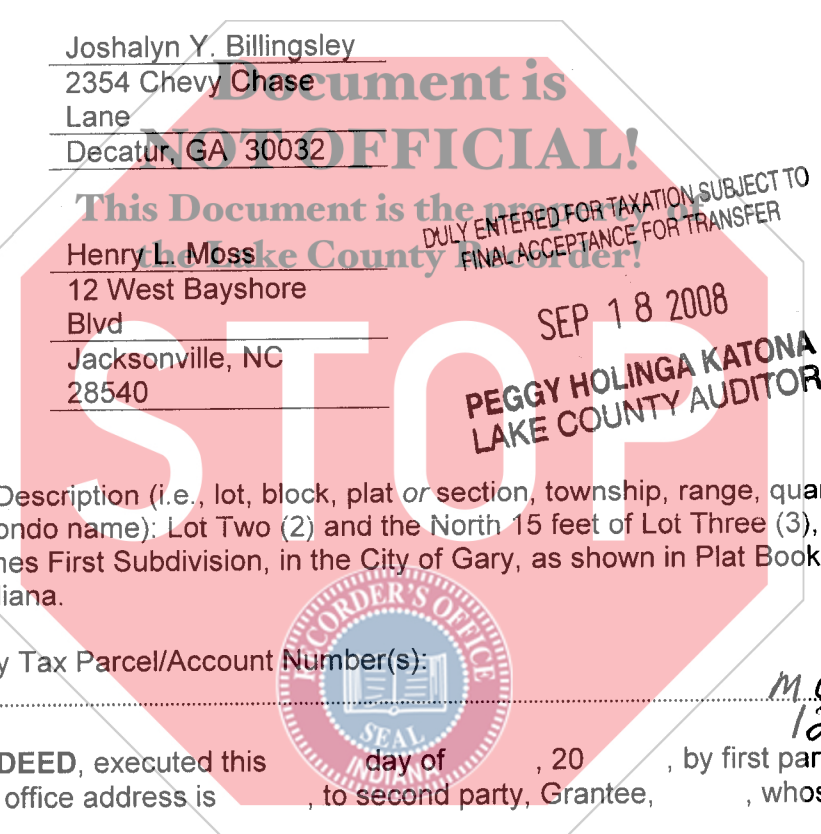 Joshalyn Y. Billingsley
2354 Chevy Chase
Lane
Decatur, GA 30032
Document is
NOT OFFICIAL!
This Document is the property of
the Lake County Recorder!
DULY ENTERED FOR TAXATION SUBJECT TO
FINAL ACCEPTANCE FOR TRANSFER
Henry L. Moss
12 West Bayshore
Blvd
Jacksonville, NC
28540
SEP 18 2008
PEGGY HOLINGA KATONA
LAKE COUNTY AUDITOR
STOP
Description (i.e., lot, block, plat or section, township, range, quar
ondo name): Lot Two (2) and the North 15 feet of Lot Three (3),
nes First Subdivision, in the City of Gary, as shown in Plat Book
liana.
RECORDER'S OFFICE
SEAL
INDIANA
y Tax Parcel/Account Number(s):
DEED, executed this day of , 20 , by first par
office address is , to second party, Grantee, , whos